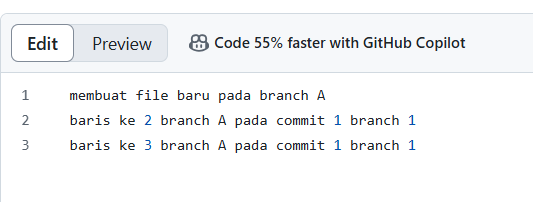 Edit Preview Code 55% faster with GitHub Copilot
1 membuat file baru pada branch A
2 baris ke 2 branch A pada commit 1 branch 1
3 baris ke 3 branch A pada commit 1 branch 1